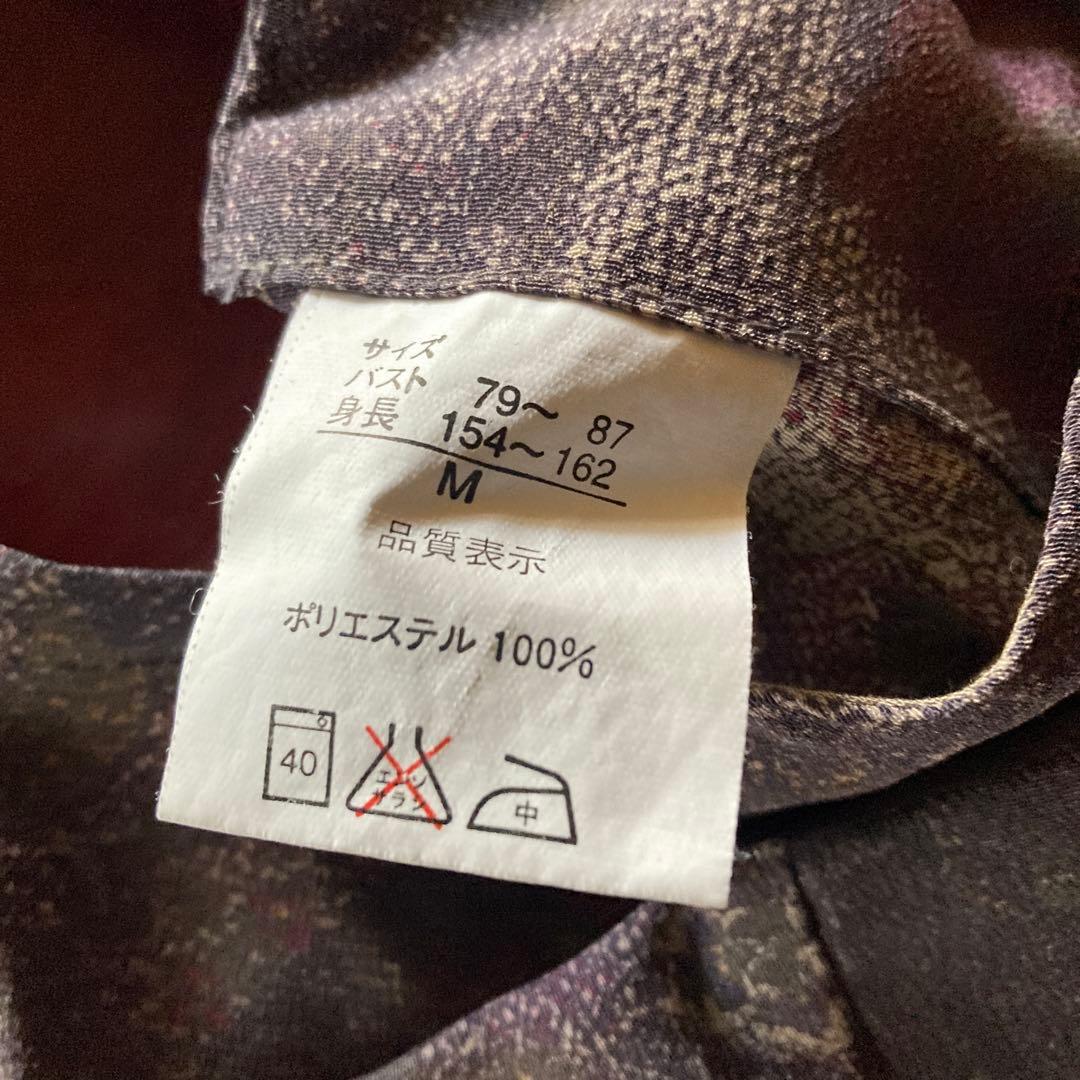 サイズ
バスト 79～ 87
身長 154～162
M
品質表示
ポリエステル 100%
40
エンソ
サラシ
中